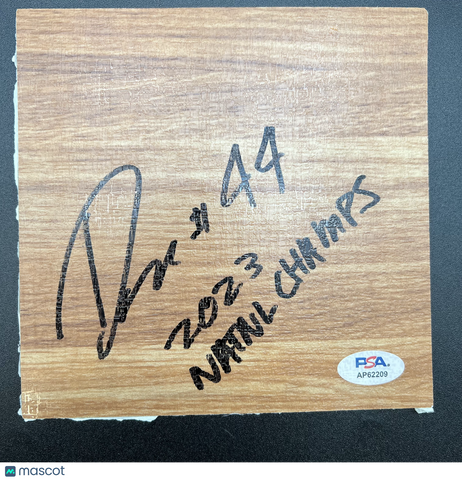 #44
2023
NATNL CHAMPS
PSA.
AP62209
mascot